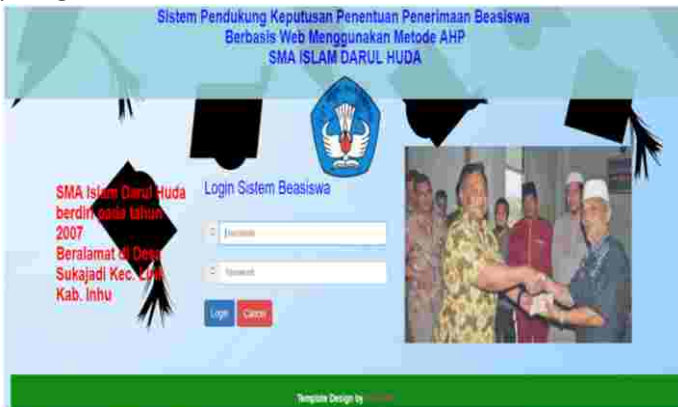 Sistem Pendukung Keputusan Penentuan Penerimaan Beasiswa
Berbasis Web Menggunakan Metode AHP
SMA ISLAM DARUL HUDA
SMA Islam Darul Huda
berdiri pada tahun
2007
Beralamat di Desa
Sukajadi Kec.
Kab. Inhu
Login Sistem Beasiswa
Username
Password
Login Cancel
Template Design by